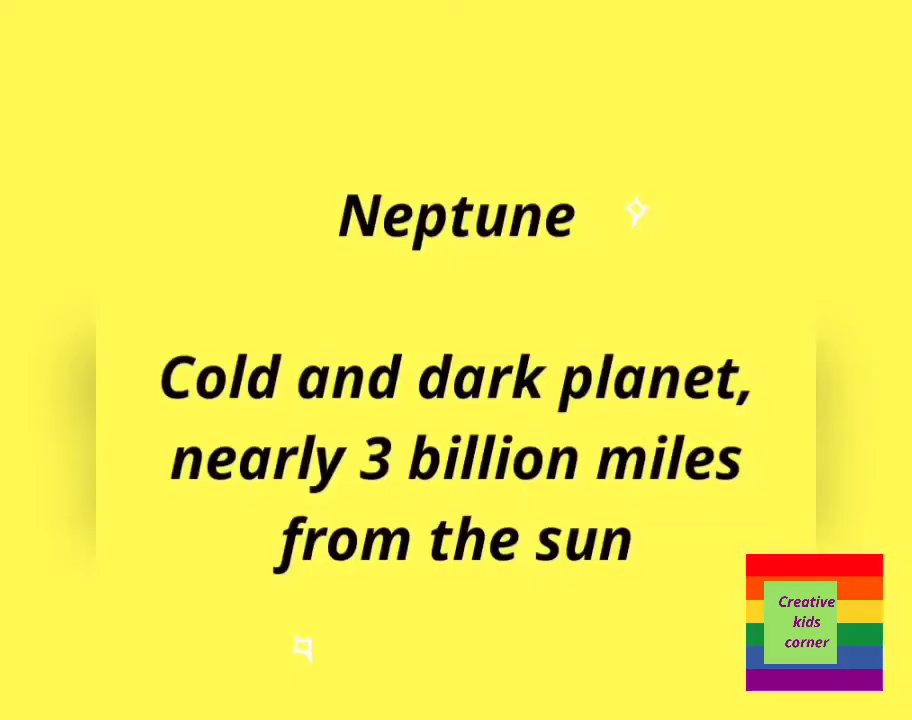 Neptune
Cold and dark planet,
nearly 3 billion miles
from the sun
Creative
kids
corner